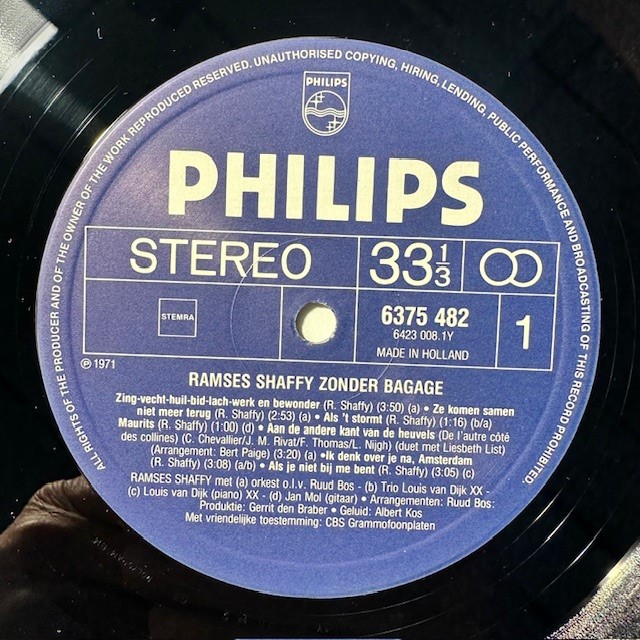 ALL RIGHTS OF THE PRODUCER AND OF THE OWNER OF THE WORK REPRODUCED RESERVED. UNAUTHORISED COPYING, HIRING, LENDING, PUBLIC PERFORMANCE AND BROADCASTING OF THIS RECORD PROHIBITED.
PHILIPS
PHILIPS
STEREO 33 1/3
STEMRA
6375 482
6423 008.1Y
MADE IN HOLLAND
1
℗ 1971
RAMSES SHAFFY ZONDER BAGAGE
Zing-vecht-huil-bid-lach-werk en bewonder (R. Shaffy) (3:50) (a) • Ze komen samen
niet meer terug (R. Shaffy) (2:53) (a) • Als 't stormt (R. Shaffy) (1:16) (b/a)
Maurits (R. Shaffy) (1:00) (d) • Aan de andere kant van de heuvels (De l'autre côté
des collines) (C. Chevallier/J. M. Rivat/F. Thomas/L. Nijgh) (duet met Liesbeth List)
(Arrangement: Bert Paige) (3:20) (a) •Ik denk over je na, Amsterdam
(R. Shaffy) (3:08) (a/b) • Als je niet bij me bent (R. Shaffy) (3:05) (c)
RAMSES SHAFFY met (a) orkest o.l.v. Ruud Bos - (b) Trio Louis van Dijk XX -
(c) Louis van Dijk (piano) XX - (d) Jan Mol (gitaar) • Arrangementen: Ruud Bos:
Produktie: Gerrit den Braber • Geluid: Albert Kos
Met vriendelijke toestemming: CBS Grammofoonplaten